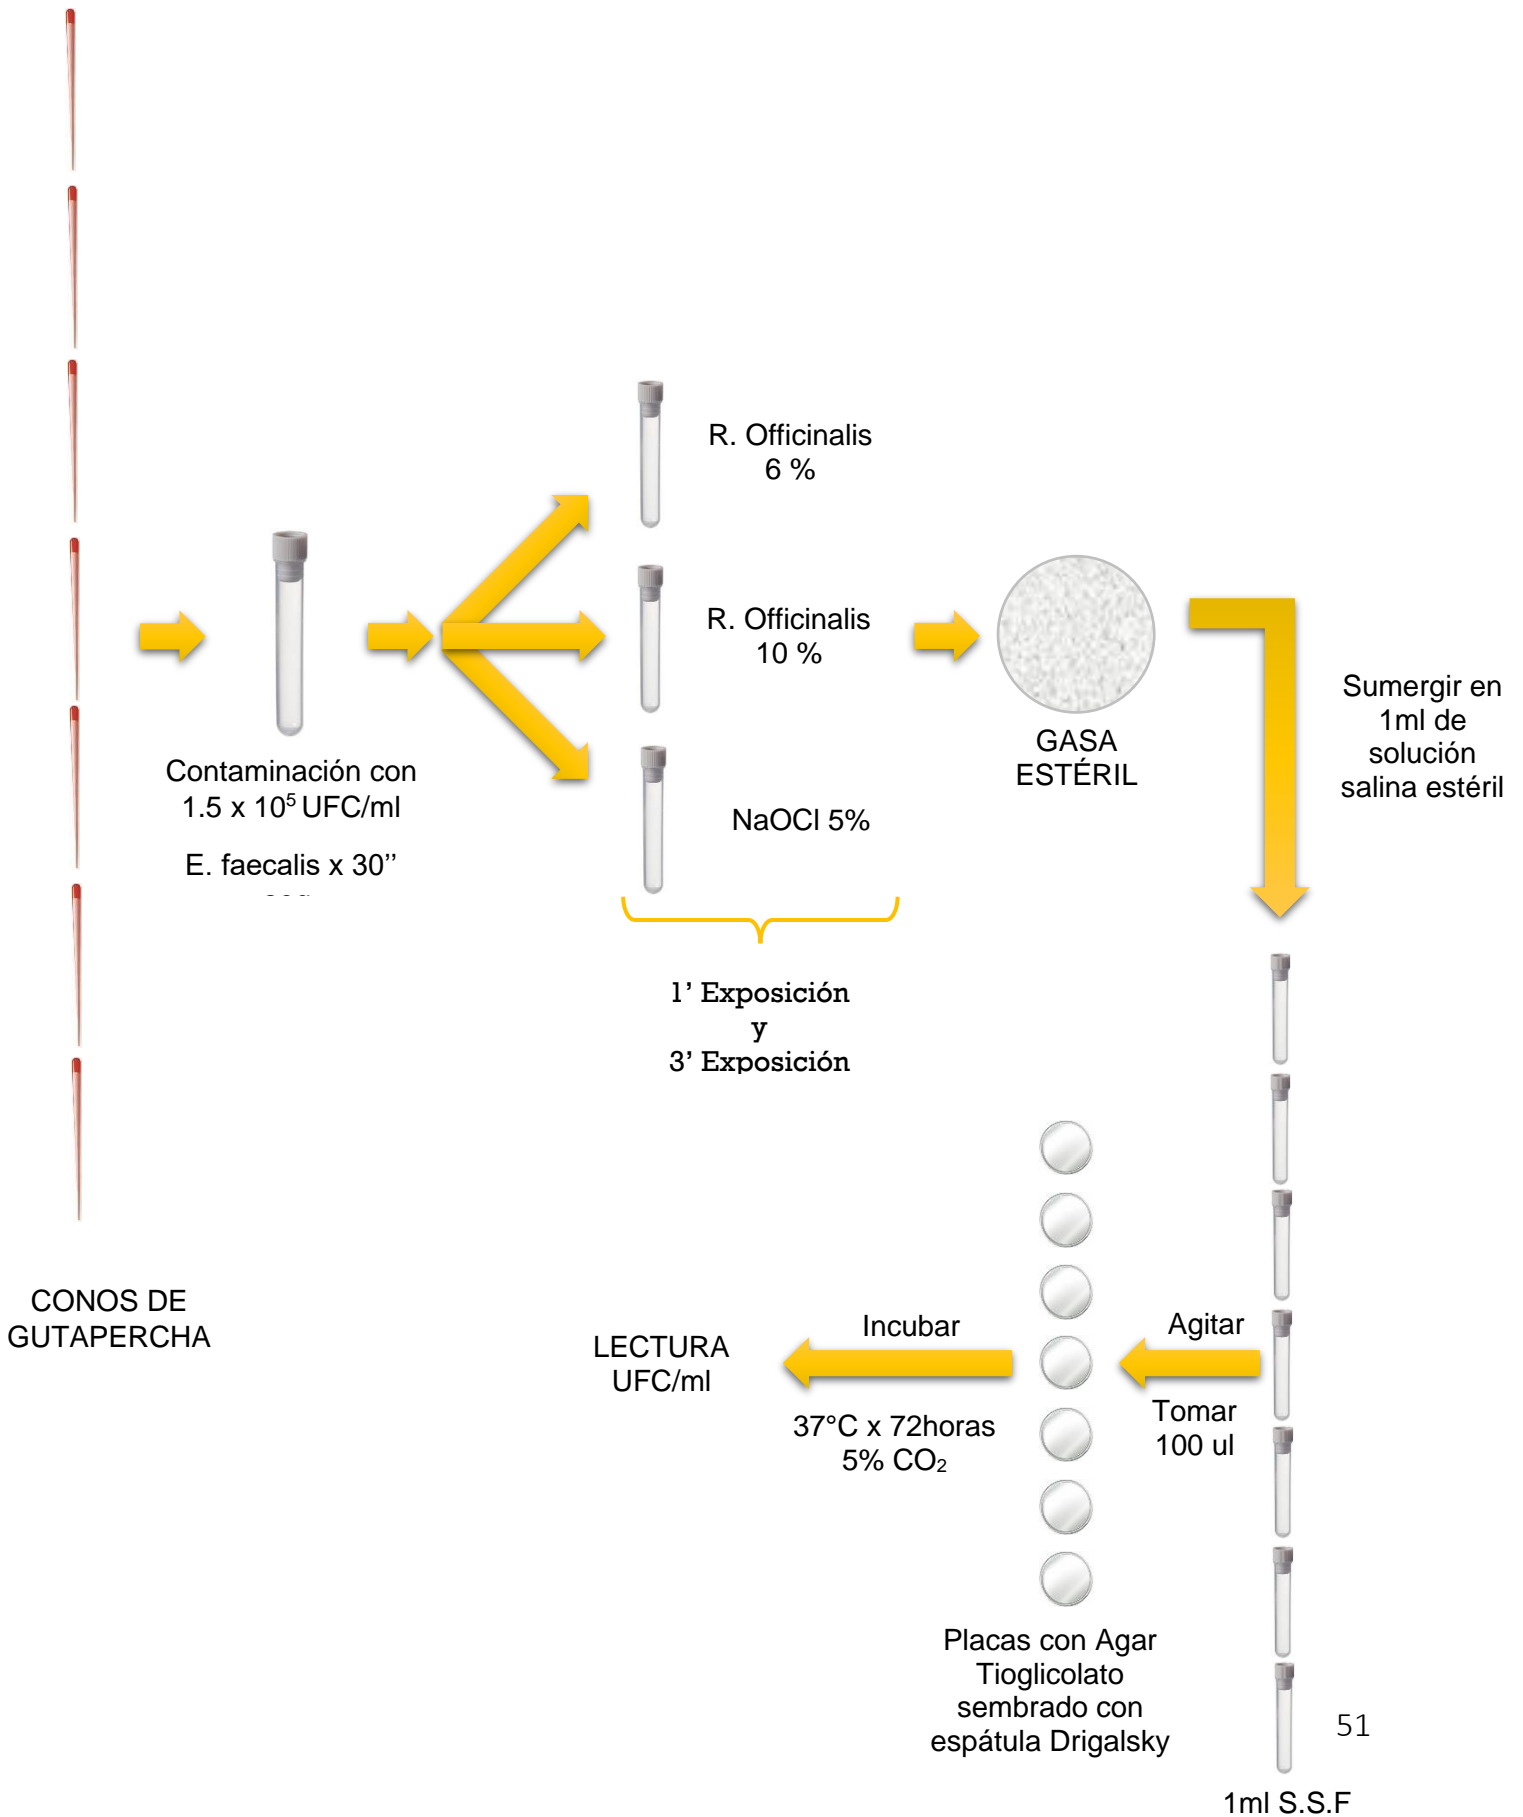 CONOS DE
GUTAPERCHA
Contaminación con
1.5 x 10⁵ UFC/ml
E. faecalis x 30’’
R. Officinalis
6 %
R. Officinalis
10 %
NaOCl 5%
1’ Exposición
y
3’ Exposición
GASA
ESTÉRIL
Sumergir en
1ml de
solución
salina estéril
1ml S.S.F
Agitar
Tomar
100 ul
Placas con Agar
Tioglicolato
sembrado con
espátula Drigalsky
Incubar
37°C x 72horas
5% CO₂
LECTURA
UFC/ml
51